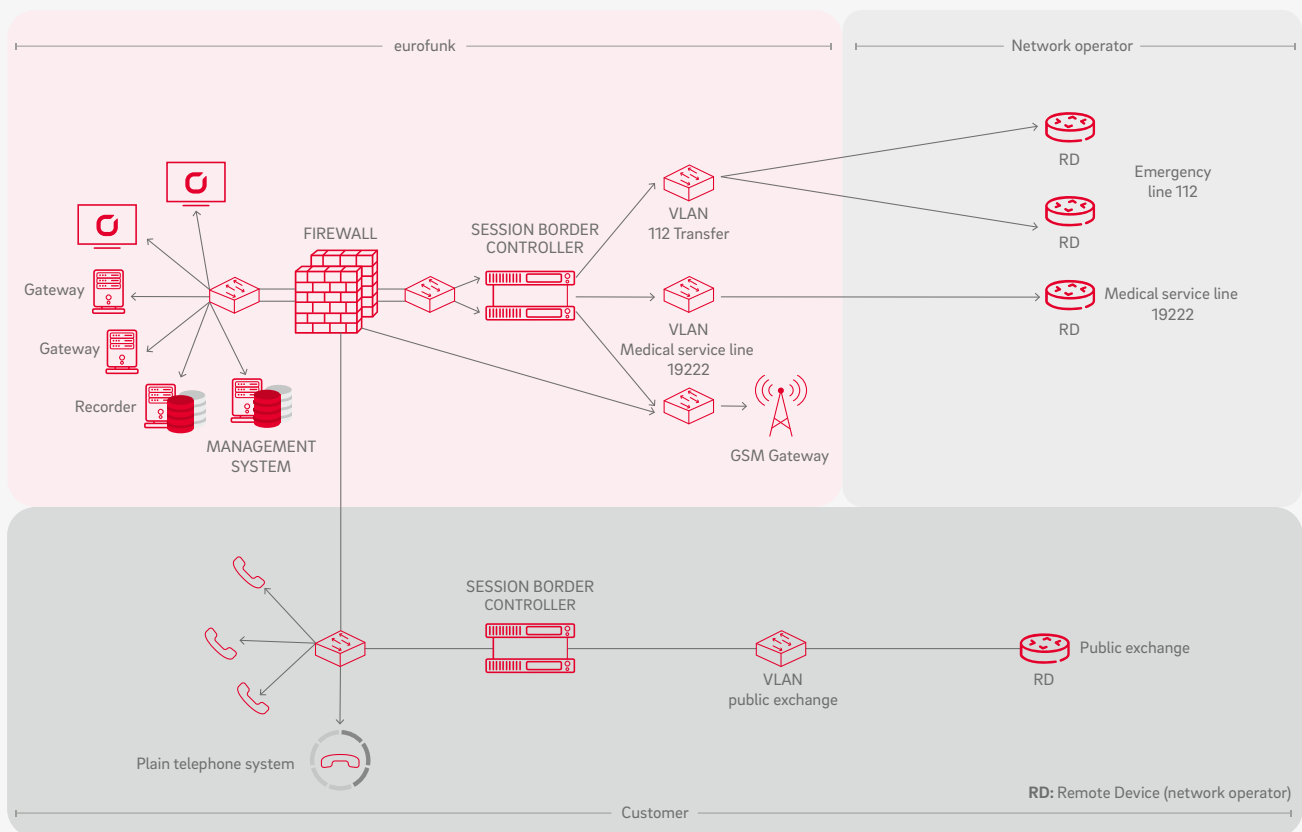 eurofunk
Network operator
RD
Emergency
line 112
VLAN
112 Transfer
RD
FIREWALL
SESSION BORDER
CONTROLLER
Gateway
Medical service line
19222
RD
VLAN
Medical service line
19222
Gateway
Recorder
MANAGEMENT
SYSTEM
GSM Gateway
SESSION BORDER
CONTROLLER
Public exchange
RD
VLAN
public exchange
Plain telephone system
RD: Remote Device (network operator)
Customer